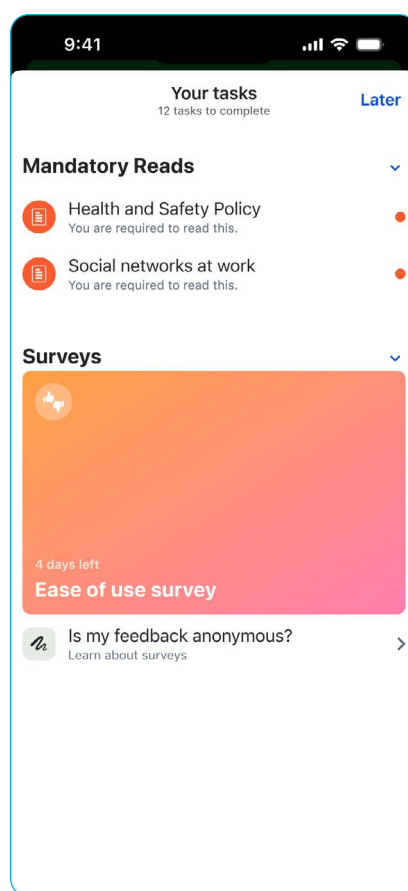 9:41
Your tasks
12 tasks to complete
Later
Mandatory Reads
Health and Safety Policy
You are required to read this.
Social networks at work
You are required to read this.
Surveys
4 days left
Ease of use survey
Is my feedback anonymous?
Learn about surveys